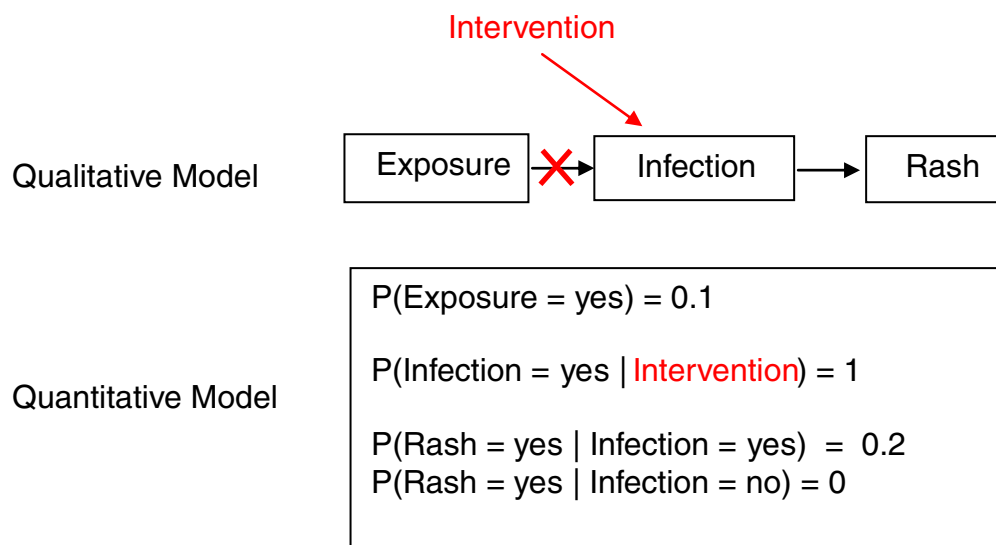 Intervention
Qualitative Model
Exposure
Infection
Rash
Quantitative Model
P(Exposure = yes) = 0.1
P(Infection = yes | Intervention) = 1
P(Rash = yes | Infection = yes) = 0.2
P(Rash = yes | Infection = no) = 0